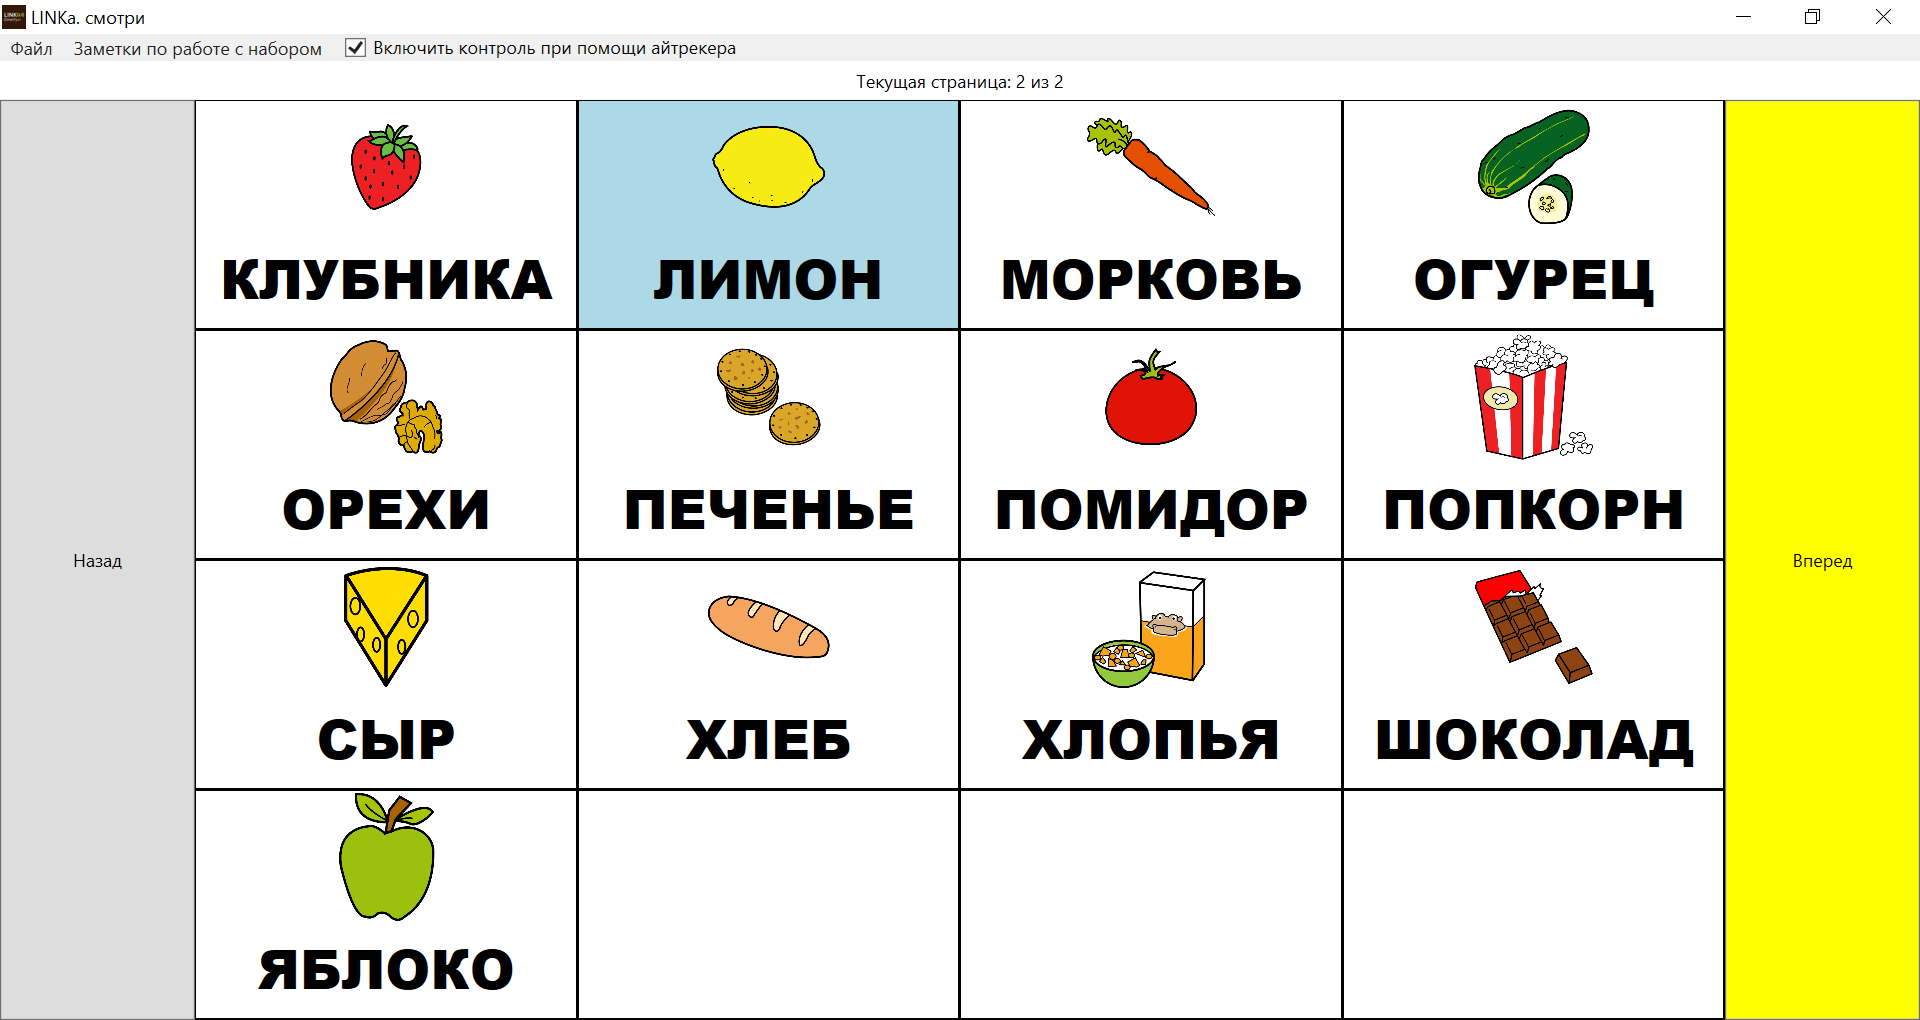 LINKa. смотри
Файл Заметки по работе с набором Включить контроль при помощи айтрекера
Текущая страница: 2 из 2
КЛУБНИКА ЛИМОН МОРКОВЬ ОГУРЕЦ
ОРЕХИ ПЕЧЕНЬЕ ПОМИДОР ПОПКОРН
Назад Вперед
СЫР ХЛЕБ ХЛОПЬЯ ШОКОЛАД
ЯБЛОКО